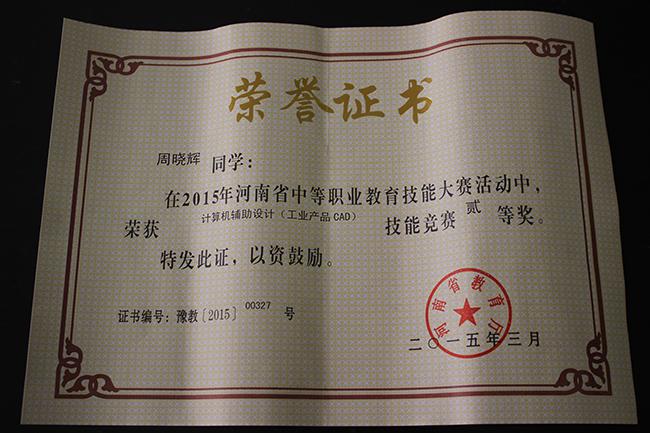 荣誉证书
周晓辉 同学：
在2015年河南省中等职业教育技能大赛活动中，
荣获 计算机辅助设计（工业产品CAD） 技能竞赛 贰 等奖。
特发此证，以资鼓励。
河南省教育厅
证书编号：豫教〔2015〕00327 号
二〇一五年三月